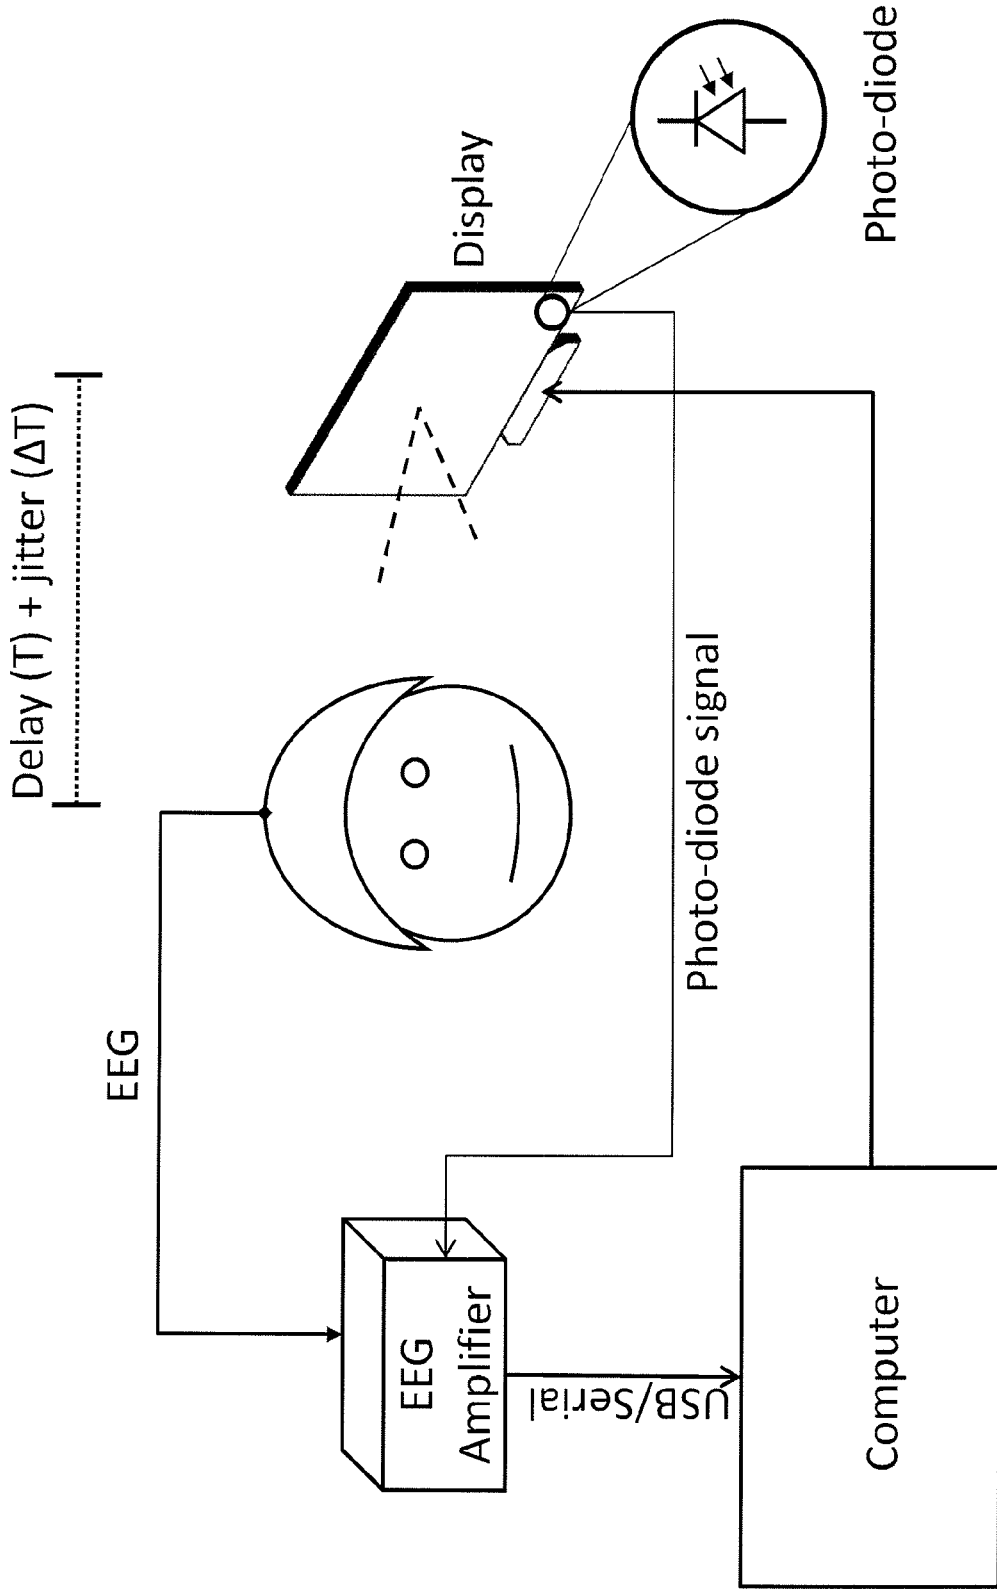 Delay (T) + jitter (ΔT)
EEG
Display
EEG
Amplifier
Photo-diode signal
Photo-diode
USB/Serial
Computer